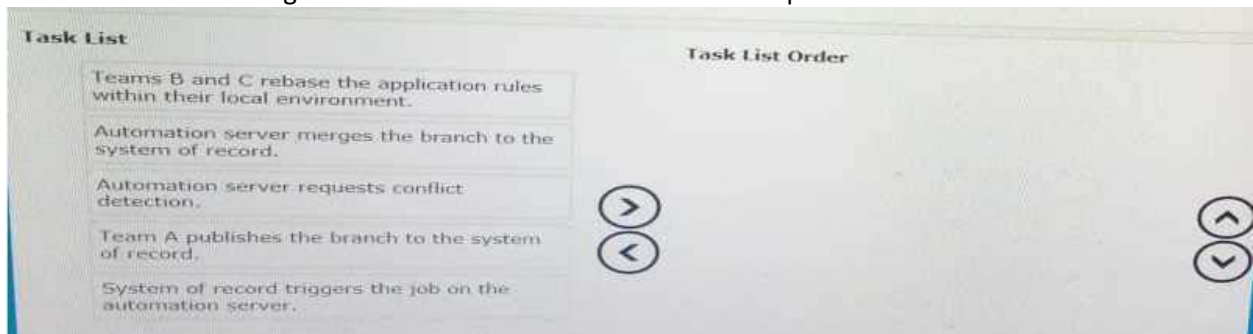 Task List
Task List Order
Teams B and C rebase the application rules
within their local environment.
Automation server merges the branch to the
system of record.
Automation server requests conflict
detection.
Team A publishes the branch to the system
of record.
System of record triggers the job on the
automation server.